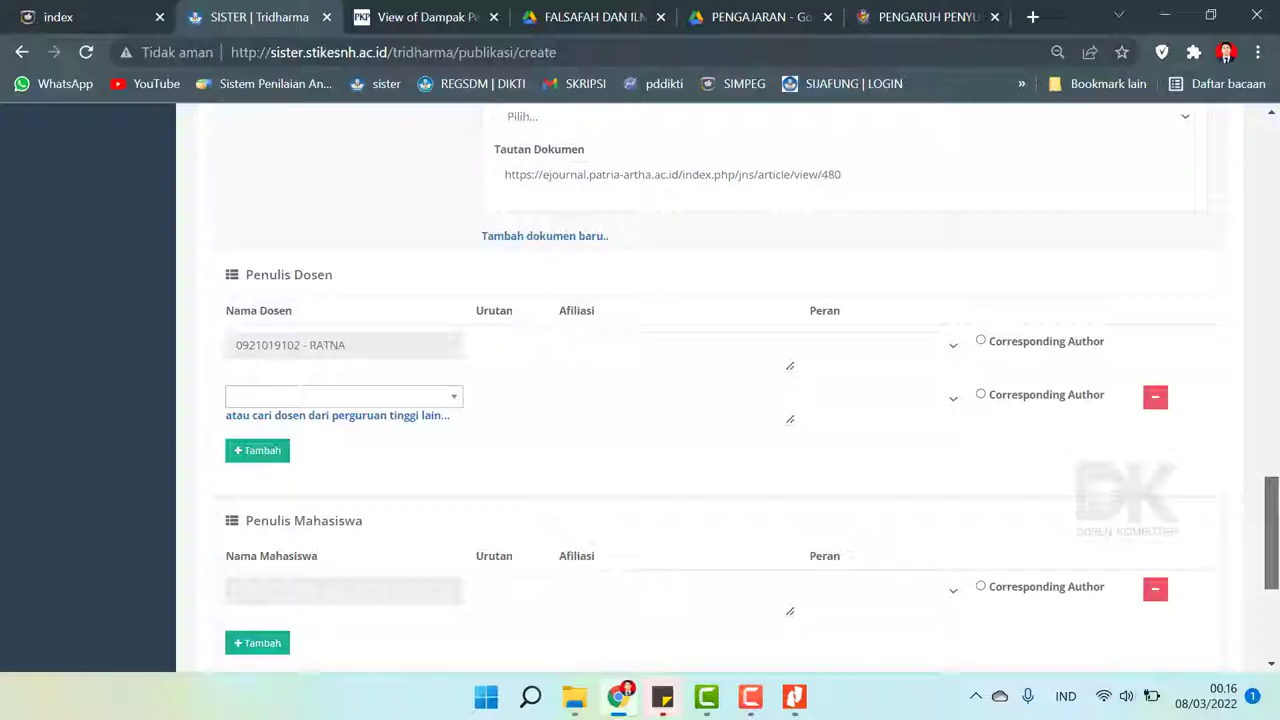 index
SISTER | Tridharma
View of Dampak Pe
FALSAFAH DAN ILN
PENGAJARAN - Go
PENGARUH PENYU
Tidak aman
http://sister.stikesnh.ac.id/tridharma/publikasi/create
WhatsApp
YouTube
Sistem Penilaian An...
sister
REGSDM | DIKTI
SKRIPSI
pddikti
SIMPEG
SIJAFUNG | LOGIN
»
Bookmark lain
Daftar bacaan
Pilih...
Tautan Dokumen
https://ejournal.patria-artha.ac.id/index.php/jns/article/view/480
Tambah dokumen baru..
Penulis Dosen
Nama Dosen
Urutan
Afiliasi
Peran
0921019102 - RATNA
Corresponding Author
Corresponding Author
atau cari dosen dari perguruan tinggi lain...
+ Tambah
DK
DOSEN KOMPUTER
Penulis Mahasiswa
Nama Mahasiswa
Urutan
Afiliasi
Peran
Corresponding Author
+ Tambah
IND
00.16
08/03/2022
1